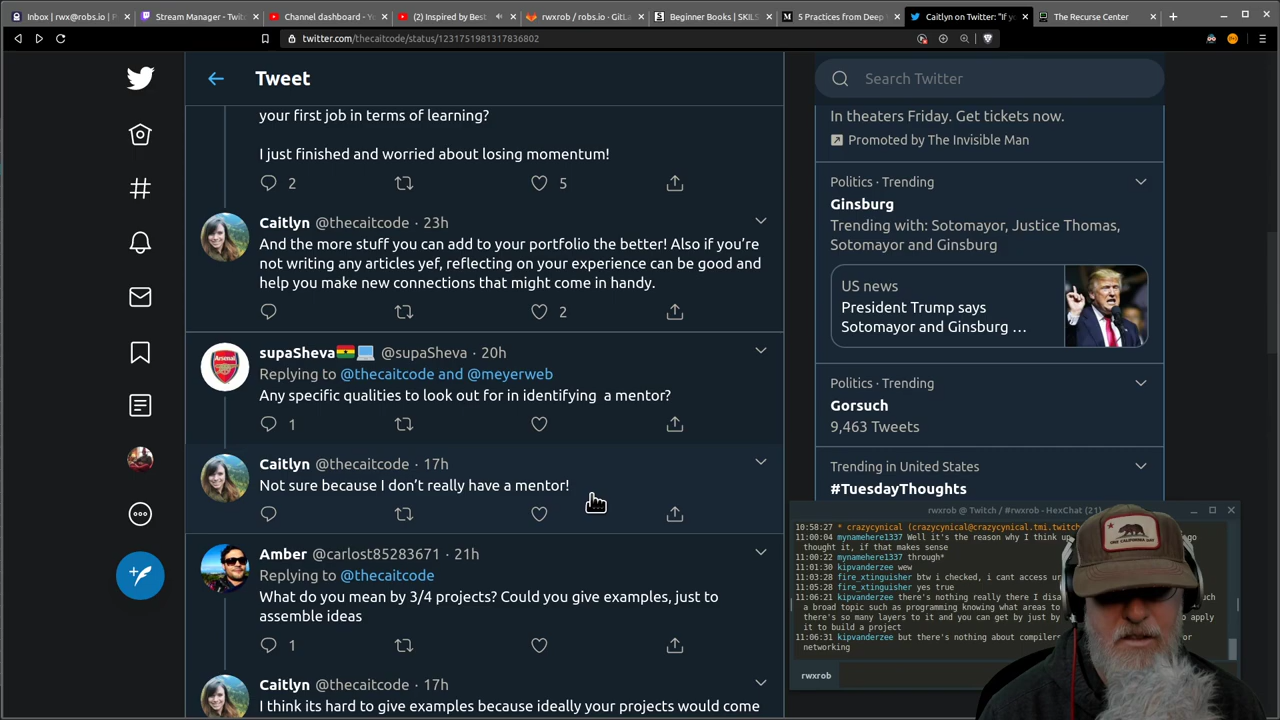 Inbox | rwx@robs.io - P
Stream Manager - Twitc
Channel dashboard - Yo
(2) Inspired by Best
rwxrob / robs.io · GitLa
Beginner Books | SKILS
5 Practices from Deep
Caitlyn on Twitter: "If yo
The Recurse Center
twitter.com/thecaitcode/status/1231751981317836802
Tweet
Search Twitter
your first job in terms of learning?
I just finished and worried about losing momentum!
2
5
Caitlyn @thecaitcode · 23h
And the more stuff you can add to your portfolio the better! Also if you're
not writing any articles yef, reflecting on your experience can be good and
help you make new connections that might come in handy.
2
supaSheva🇬🇭💻 @supaSheva · 20h
Replying to @thecaitcode and @meyerweb
Any specific qualities to look out for in identifying a mentor?
1
Caitlyn @thecaitcode · 17h
Not sure because I don't really have a mentor!
Amber @carlost85283671 · 21h
Replying to @thecaitcode
What do you mean by 3/4 projects? Could you give examples, just to
assemble ideas
1
Caitlyn @thecaitcode · 17h
I think its hard to give examples because ideally your projects would come
In theaters Friday. Get tickets now.
Promoted by The Invisible Man
Politics · Trending
Ginsburg
Trending with: Sotomayor, Justice Thomas,
Sotomayor and Ginsburg
US news
President Trump says
Sotomayor and Ginsburg …
Politics · Trending
Gorsuch
9,463 Tweets
Trending in United States
#TuesdayThoughts
rwxrob @ Twitch / #rwxrob - HexChat (21)
10:58:27 * crazycynical (crazycynical@crazycynical.tmi.twitch
11:00:04 mynamehere1337 Well it's the reason why I think up go
thought it, if that makes sense
11:00:22 mynamehere1337 through*
11:01:30 kipvanderzee wew
11:03:28 fire_xtinguisher btw i checked, i cant access ur
11:05:28 fire_xtinguisher yes true
11:06:21 kipvanderzee there's nothing really there I disa
such a broad topic such as programming knowing what areas to
there's so many layers to it and you can get by just by to apply
it to build a project
11:06:31 kipvanderzee but there's nothing about compilers or
networking
rwxrob